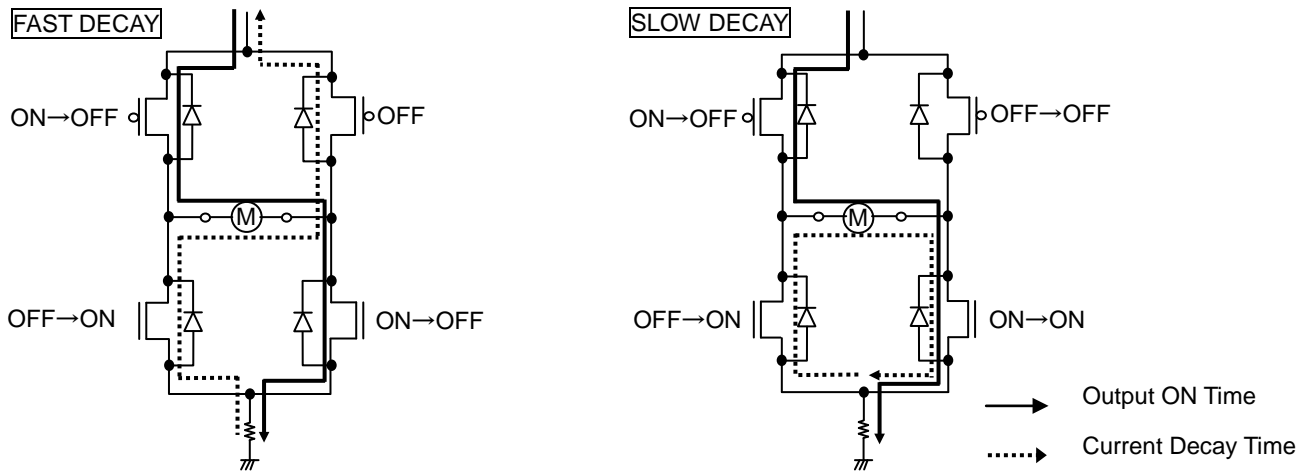 FAST DECAY
ON→OFF
OFF
M
OFF→ON
ON→OFF
SLOW DECAY
ON→OFF
OFF→OFF
M
OFF→ON
ON→ON
Output ON Time
Current Decay Time